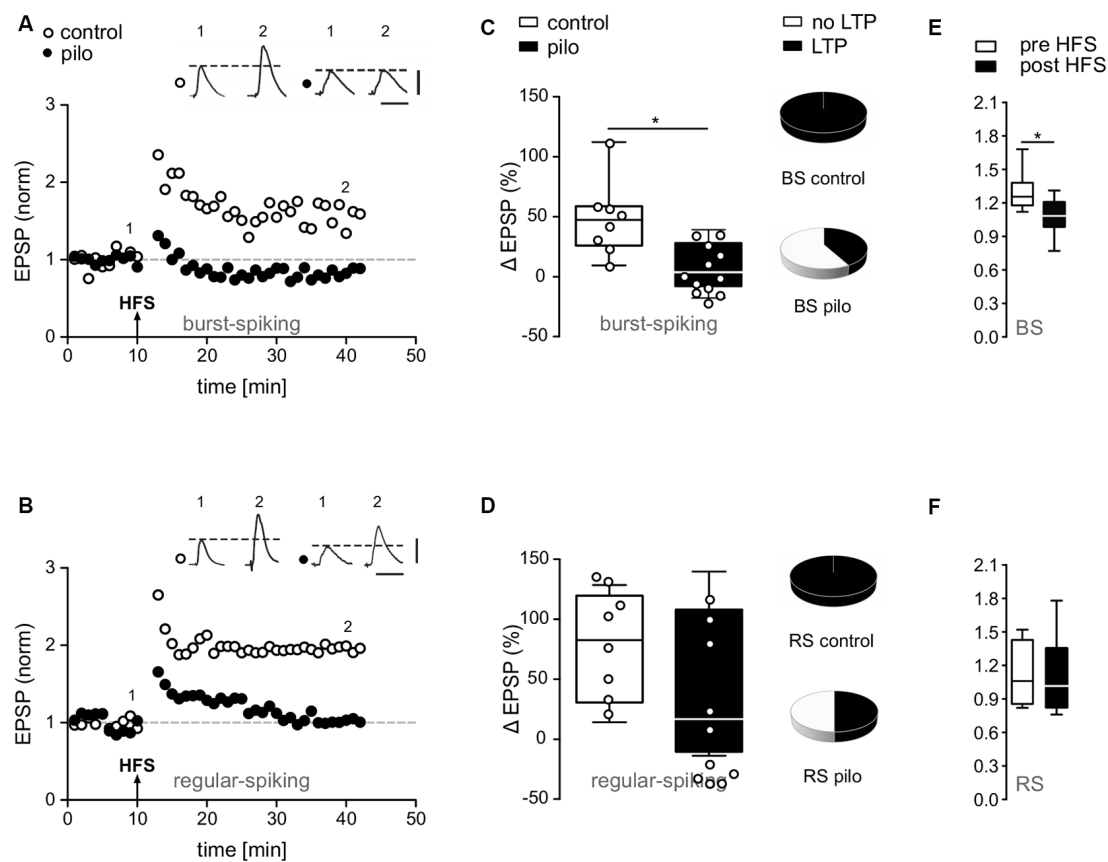 A
control
pilo
1 2 1 2
3
2
1
0
EPSP (norm)
1
2
HFS
burst-spiking
0 10 20 30 40 50
time [min]
C
control
pilo
no LTP
LTP
150
100
50
0
-50
Δ EPSP (%)
*
burst-spiking
BS control
BS pilo
E
pre HFS
post HFS
2.1
1.8
1.5
1.2
0.9
0.6
0.3
0.0
*
BS
B
1 2 1 2
3
2
1
0
EPSP (norm)
1
2
HFS
regular-spiking
0 10 20 30 40 50
time [min]
D
150
100
50
0
-50
Δ EPSP (%)
regular-spiking
RS control
RS pilo
F
2.1
1.8
1.5
1.2
0.9
0.6
0.3
0.0
RS